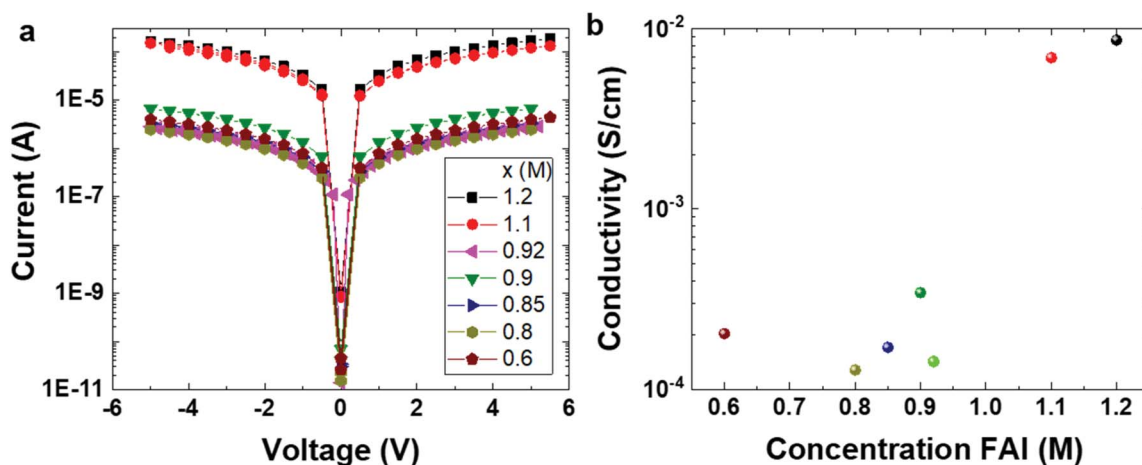 a
Current (A)
1E-5
1E-7
1E-9
1E-11
-6
-4
-2
0
2
4
6
Voltage (V)
x (M)
1.2
1.1
0.92
0.9
0.85
0.8
0.6
b
Conductivity (S/cm)
10⁻²
10⁻³
10⁻⁴
0.6
0.7
0.8
0.9
1.0
1.1
1.2
Concentration FAI (M)